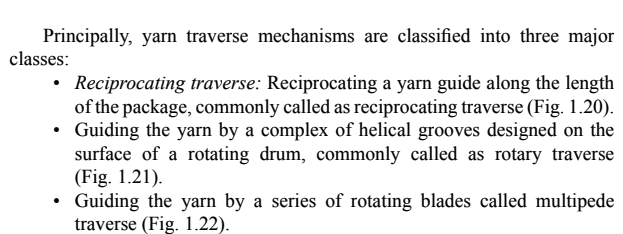 Principally, yarn traverse mechanisms are classified into three major
classes:
• Reciprocating traverse: Reciprocating a yarn guide along the length
of the package, commonly called as reciprocating traverse (Fig. 1.20).
• Guiding the yarn by a complex of helical grooves designed on the
surface of a rotating drum, commonly called as rotary traverse
(Fig. 1.21).
• Guiding the yarn by a series of rotating blades called multipede
traverse (Fig. 1.22).